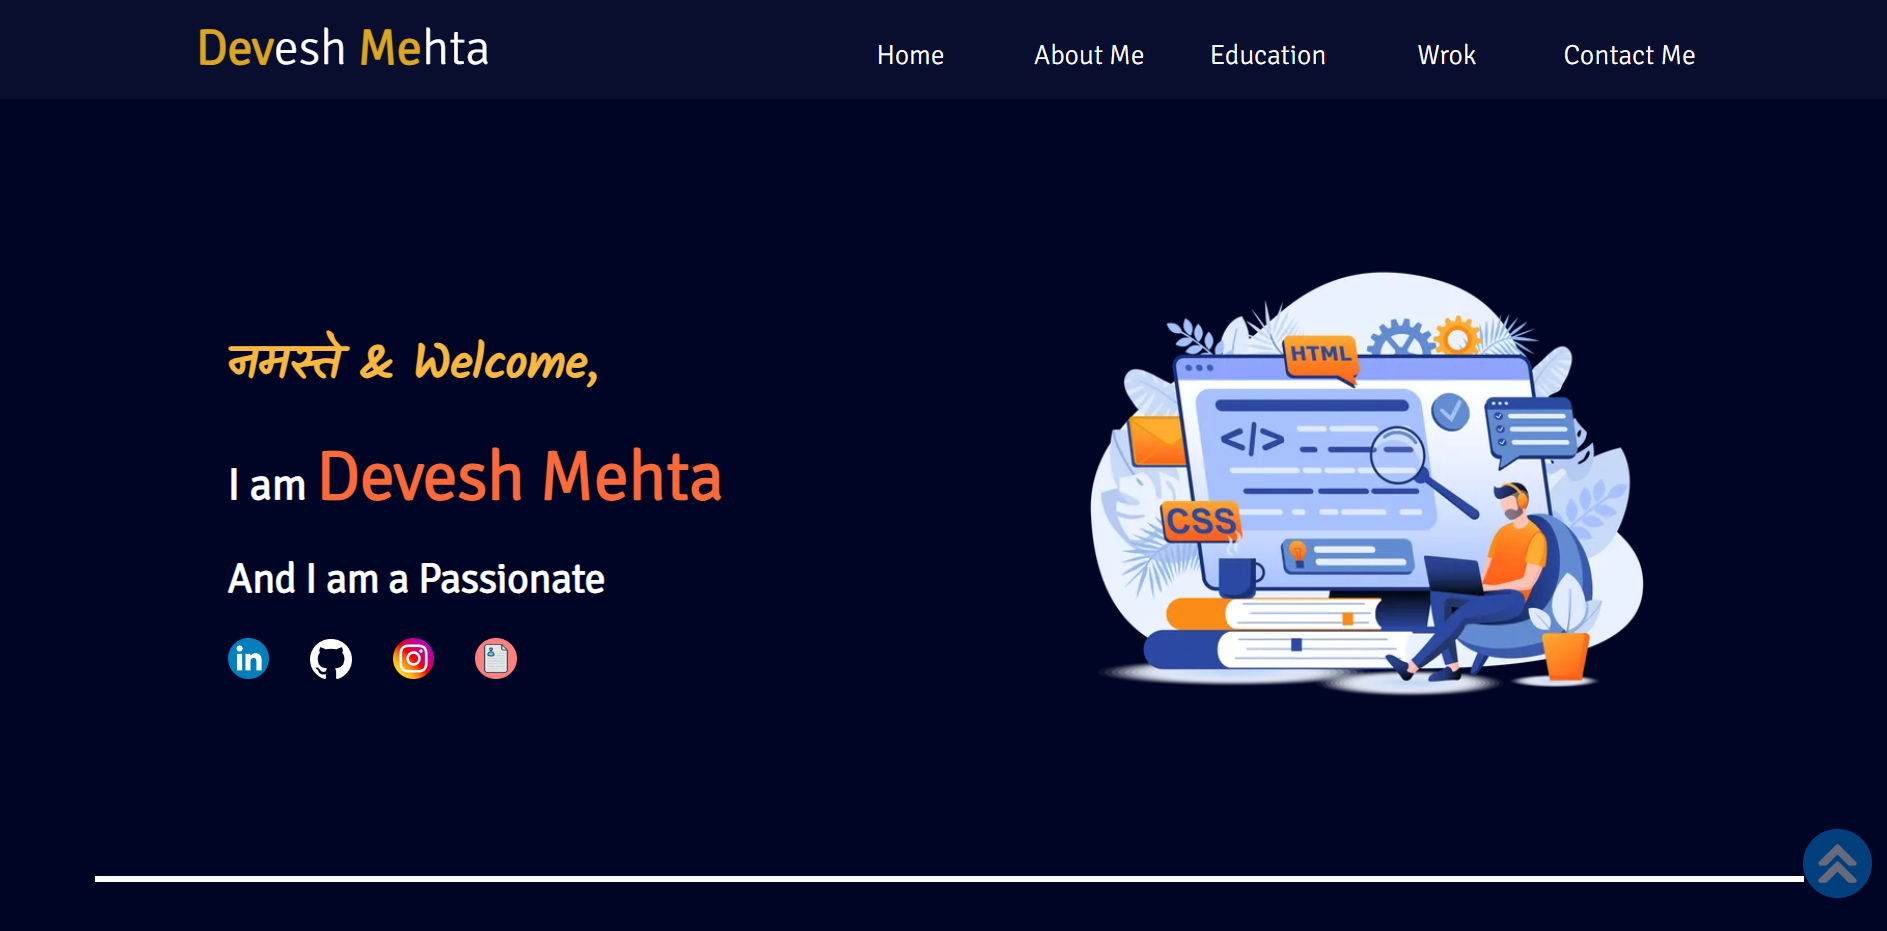 Devesh Mehta
Home About Me Education Wrok Contact Me
नमस्ते & Welcome,
I am Devesh Mehta
And I am a Passionate
in
HTML
</>
CSS